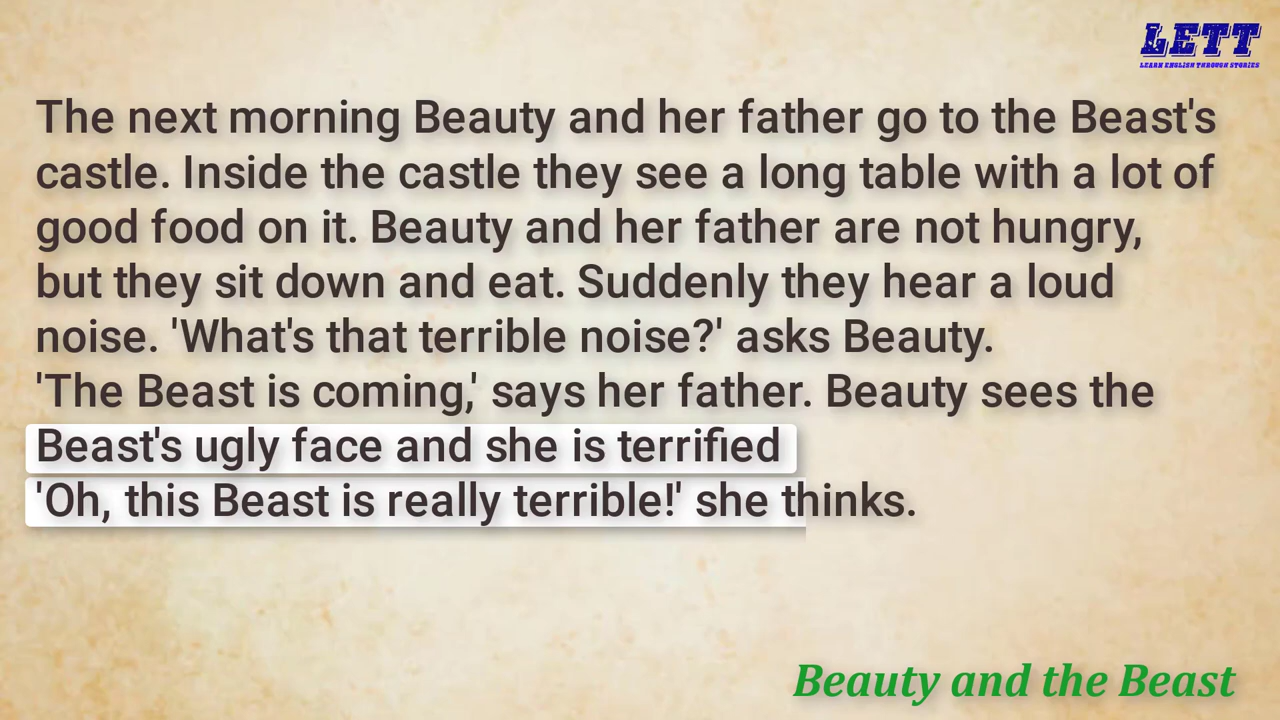 LETT
LEARN ENGLISH THROUGH STORIES
The next morning Beauty and her father go to the Beast's
castle. Inside the castle they see a long table with a lot of
good food on it. Beauty and her father are not hungry,
but they sit down and eat. Suddenly they hear a loud
noise. 'What's that terrible noise?' asks Beauty.
'The Beast is coming,' says her father. Beauty sees the
Beast's ugly face and she is terrified
'Oh, this Beast is really terrible!' she thinks.
Beauty and the Beast